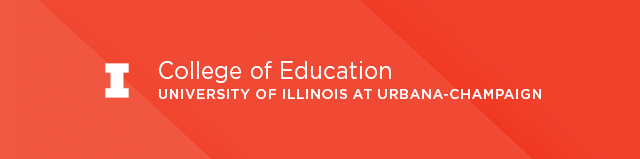 I
College of Education
UNIVERSITY OF ILLINOIS AT URBANA-CHAMPAIGN